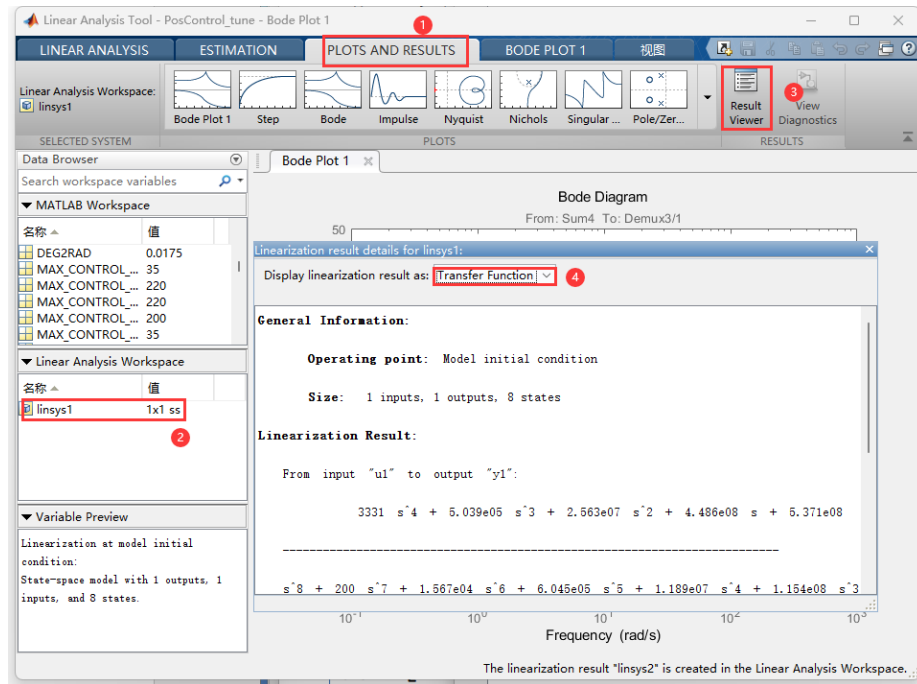 Linear Analysis Tool - PosControl_tune - Bode Plot 1
1
LINEAR ANALYSIS ESTIMATION PLOTS AND RESULTS BODE PLOT 1 视图
Linear Analysis Workspace:
linsys1
Bode Plot 1 Step Bode Impulse Nyquist Nichols Singular ... Pole/Zer...
Result Viewer
3
View Diagnostics
SELECTED SYSTEM PLOTS RESULTS
Data Browser
Search workspace variables
MATLAB Workspace
名称 值
DEG2RAD 0.0175
MAX_CONTROL_... 35
MAX_CONTROL_... 220
MAX_CONTROL_... 220
MAX_CONTROL_... 200
MAX_CONTROL_... 35
Linear Analysis Workspace
名称 值
linsys1 1x1 ss
2
Variable Preview
Linearization at model initial
condition:
State-space model with 1 outputs, 1
inputs, and 8 states.
Bode Plot 1
Bode Diagram
From: Sum4 To: Demux3/1
50
Linearization result details for linsys1:
Display linearization result as: Transfer Function
4
General Information:
Operating point: Model initial condition
Size: 1 inputs, 1 outputs, 8 states
Linearization Result:
From input "u1" to output "y1":
3331 s^4 + 5.039e05 s^3 + 2.563e07 s^2 + 4.486e08 s + 5.371e08
--------------------------------------------------------------------------------
s^8 + 200 s^7 + 1.567e04 s^6 + 6.045e05 s^5 + 1.189e07 s^4 + 1.154e08 s^3
10^-1 10^0 10^1 10^2 10^3
Frequency (rad/s)
The linearization result "linsys2" is created in the Linear Analysis Workspace.